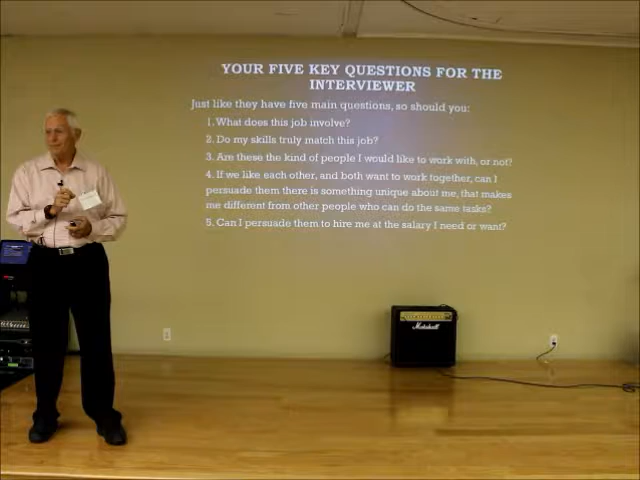 YOUR FIVE KEY QUESTIONS FOR THE
INTERVIEWER
Just like they have five main questions, so should you:
1. What does this job involve?
2. Do my skills truly match this job?
3. Are these the kind of people I would like to work with, or not?
4. If we like each other, and both want to work together, can I
persuade them there is something unique about me, that makes
me different from other people who can do the same tasks?
5. Can I persuade them to hire me at the salary I need or want?
Marshall